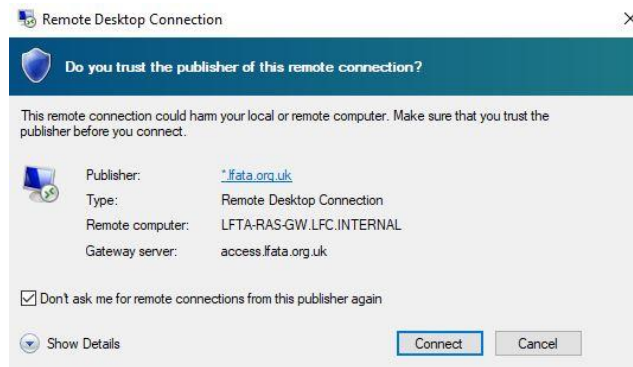 Remote Desktop Connection
Do you trust the publisher of this remote connection?
This remote connection could harm your local or remote computer. Make sure that you trust the
publisher before you connect.
Publisher: *.lfata.org.uk
Type: Remote Desktop Connection
Remote computer: LFTA-RAS-GW.LFC.INTERNAL
Gateway server: access.lfata.org.uk
Don't ask me for remote connections from this publisher again
Show Details Connect Cancel